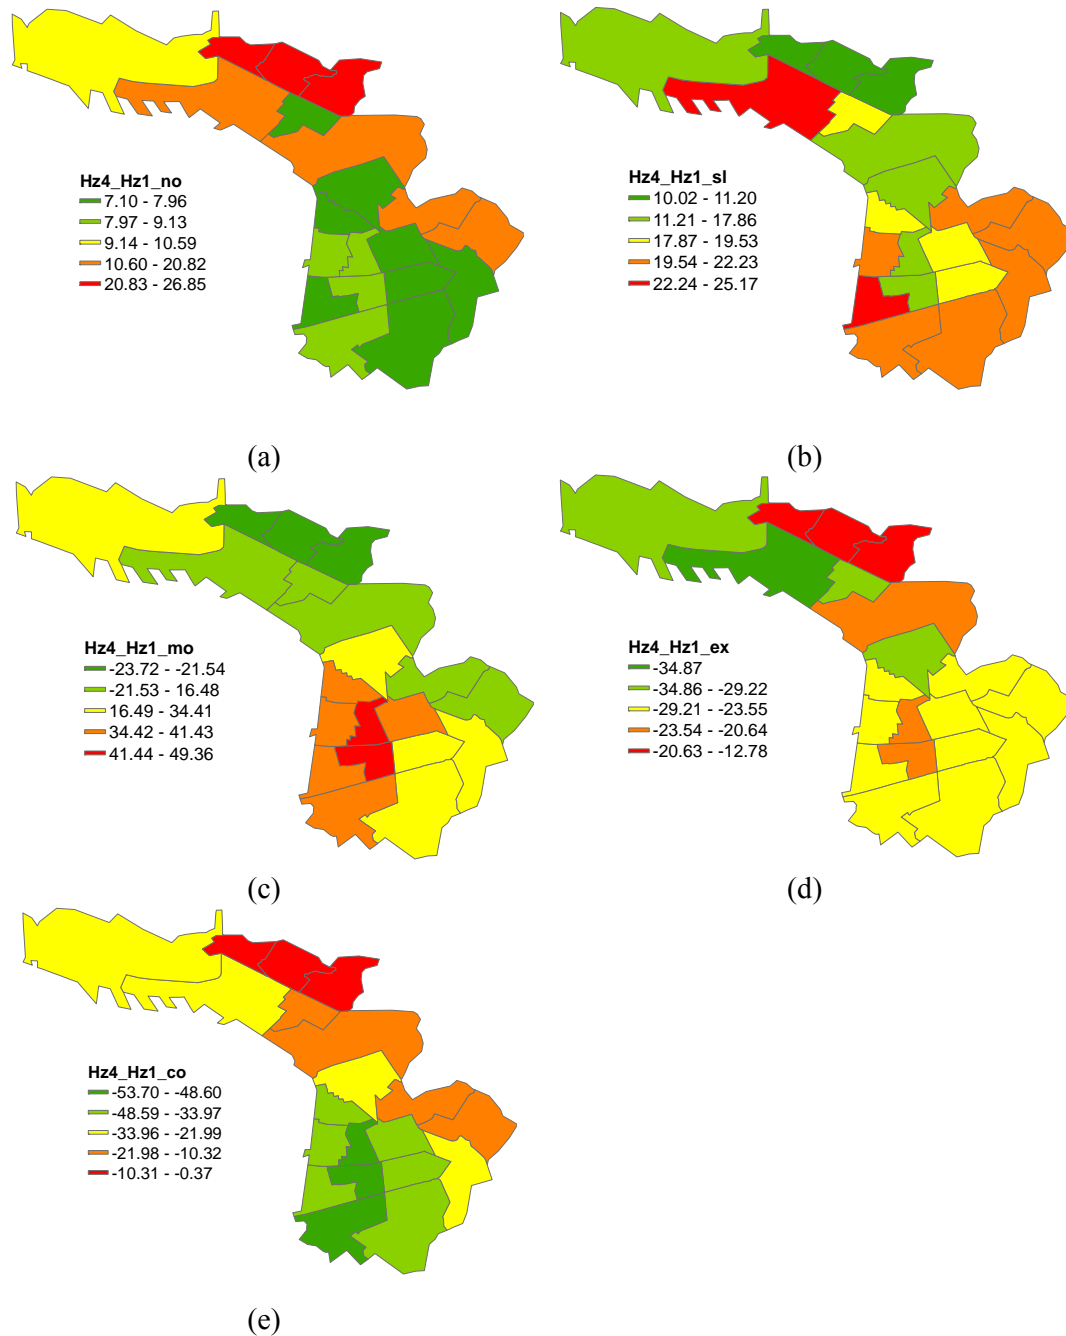 Hz4_Hz1_no
7.10 - 7.96
7.97 - 9.13
9.14 - 10.59
10.60 - 20.82
20.83 - 26.85
(a)
Hz4_Hz1_sl
10.02 - 11.20
11.21 - 17.86
17.87 - 19.53
19.54 - 22.23
22.24 - 25.17
(b)
Hz4_Hz1_mo
-23.72 - -21.54
-21.53 - 16.48
16.49 - 34.41
34.42 - 41.43
41.44 - 49.36
(c)
Hz4_Hz1_ex
-34.87
-34.86 - -29.22
-29.21 - -23.55
-23.54 - -20.64
-20.63 - -12.78
(d)
Hz4_Hz1_co
-53.70 - -48.60
-48.59 - -33.97
-33.96 - -21.99
-21.98 - -10.32
-10.31 - -0.37
(e)